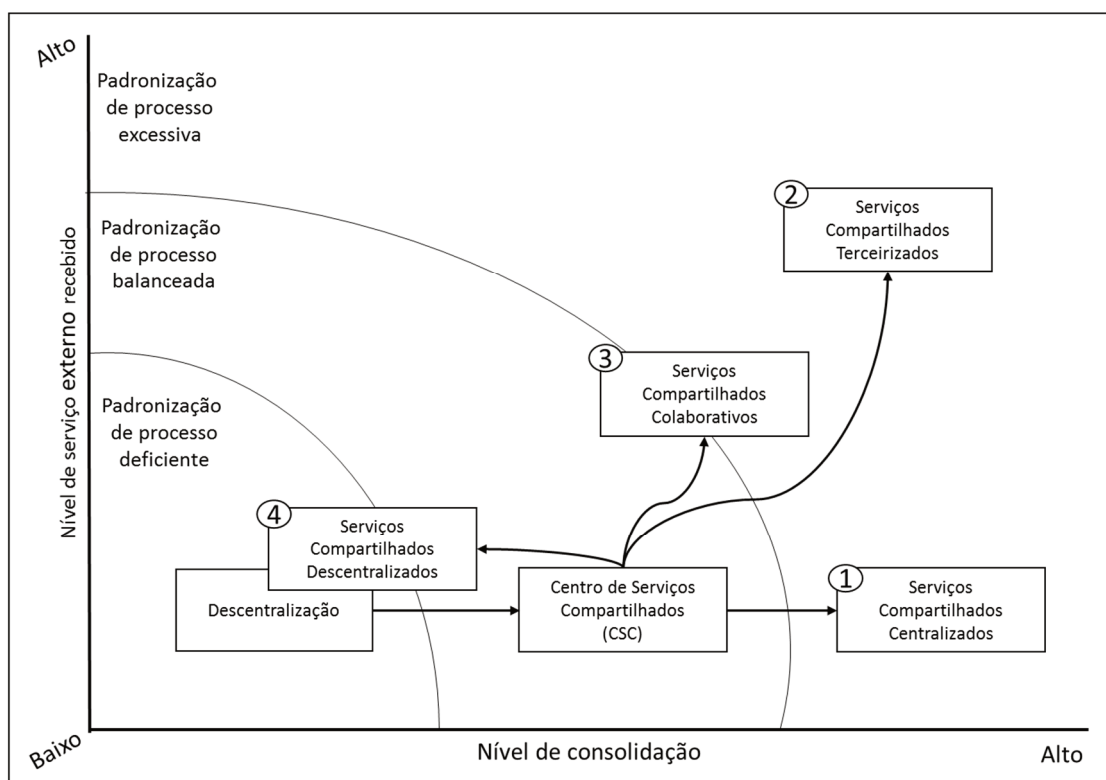 Alto
Padronização
de processo
excessiva
2
Serviços
Compartilhados
Terceirizados
Padronização
de processo
balanceada
Nível de serviço externo recebido
3
Serviços
Compartilhados
Colaborativos
Padronização
de processo
deficiente
4
Serviços
Compartilhados
Descentralizados
Descentralização
Centro de Serviços
Compartilhados
(CSC)
1
Serviços
Compartilhados
Centralizados
Baixo
Nível de consolidação
Alto